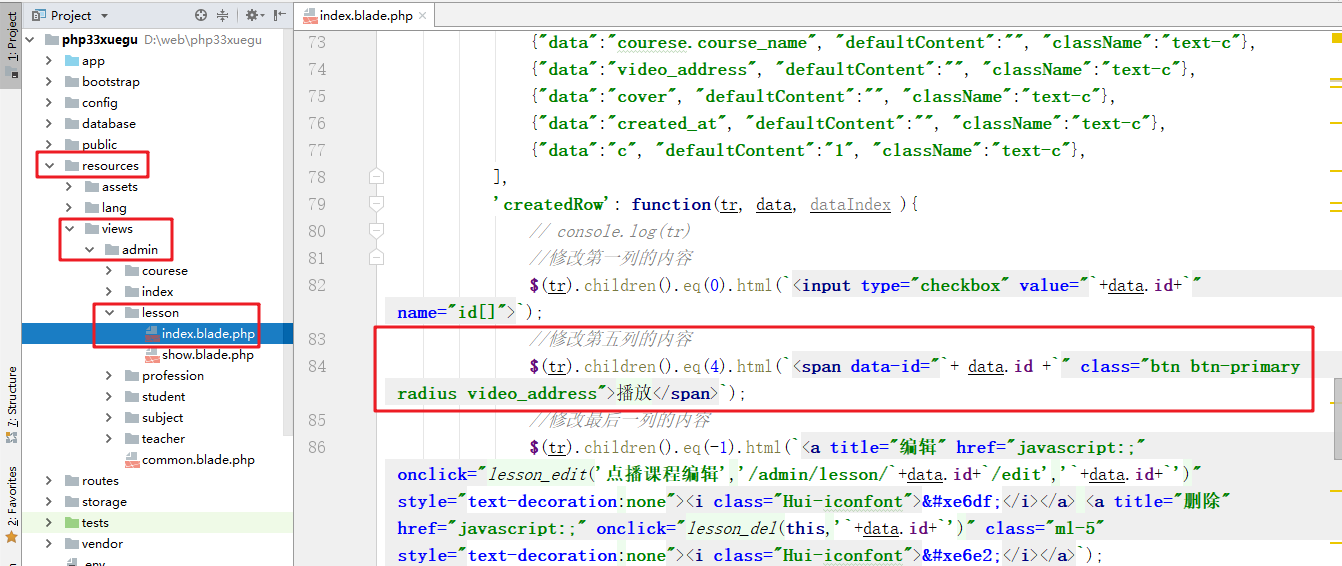 1: Project
7: Structure
2: Favorites
Project
php33xuegu D:\web\php33xuegu
app
bootstrap
config
database
public
resources
assets
lang
views
admin
courese
index
lesson
index.blade.php
show.blade.php
profession
student
subject
teacher
common.blade.php
routes
storage
tests
vendor
.env
index.blade.php
73 {"data":"courese.course_name", "defaultContent":"", "className":"text-c"},
74 {"data":"video_address", "defaultContent":"", "className":"text-c"},
75 {"data":"cover", "defaultContent":"", "className":"text-c"},
76 {"data":"created_at", "defaultContent":"", "className":"text-c"},
77 {"data":"c", "defaultContent":"1", "className":"text-c"},
78 ],
79 'createdRow': function(tr, data, dataIndex ){
80 // console.log(tr)
81 //修改第一列的内容
82 $(tr).children().eq(0).html(`<input type="checkbox" value="`+data.id+`"
name="id[]">`);
83 //修改第五列的内容
84 $(tr).children().eq(4).html(`<span data-id="`+ data.id +`" class="btn btn-primary
radius video_address">播放</span>`);
85 //修改最后一列的内容
86 $(tr).children().eq(-1).html(`<a title="编辑" href="javascript:;"
onclick="lesson_edit('点播课程编辑','/admin/lesson/`+data.id+`/edit','`+data.id+`')"
style="text-decoration:none"><i class="Hui-iconfont">&#xe6df;</i></a> <a title="删除"
href="javascript:;" onclick="lesson_del(this,'`+data.id+`')" class="ml-5"
style="text-decoration:none"><i class="Hui-iconfont">&#xe6e2;</i></a>`);